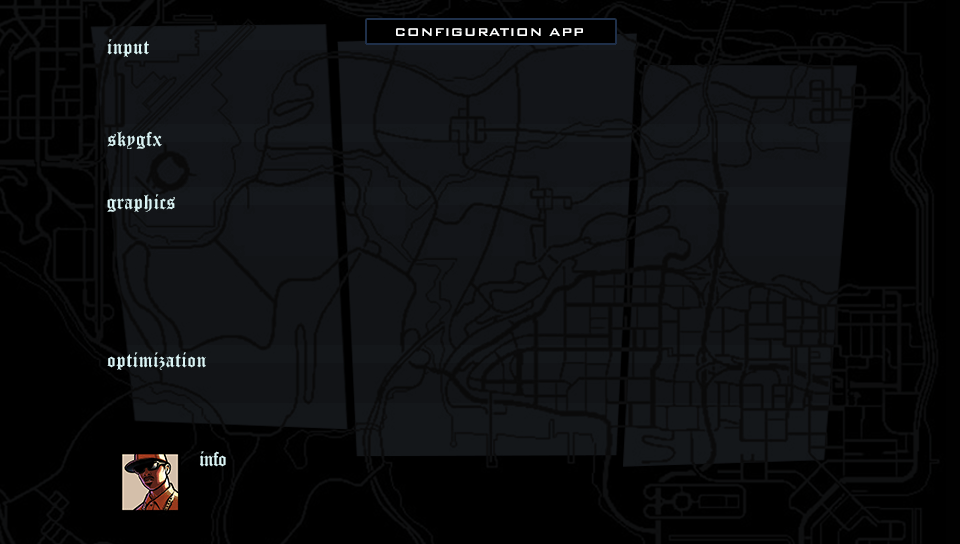 CONFIGURATION APP
input
skygfx
graphics
optimization
info